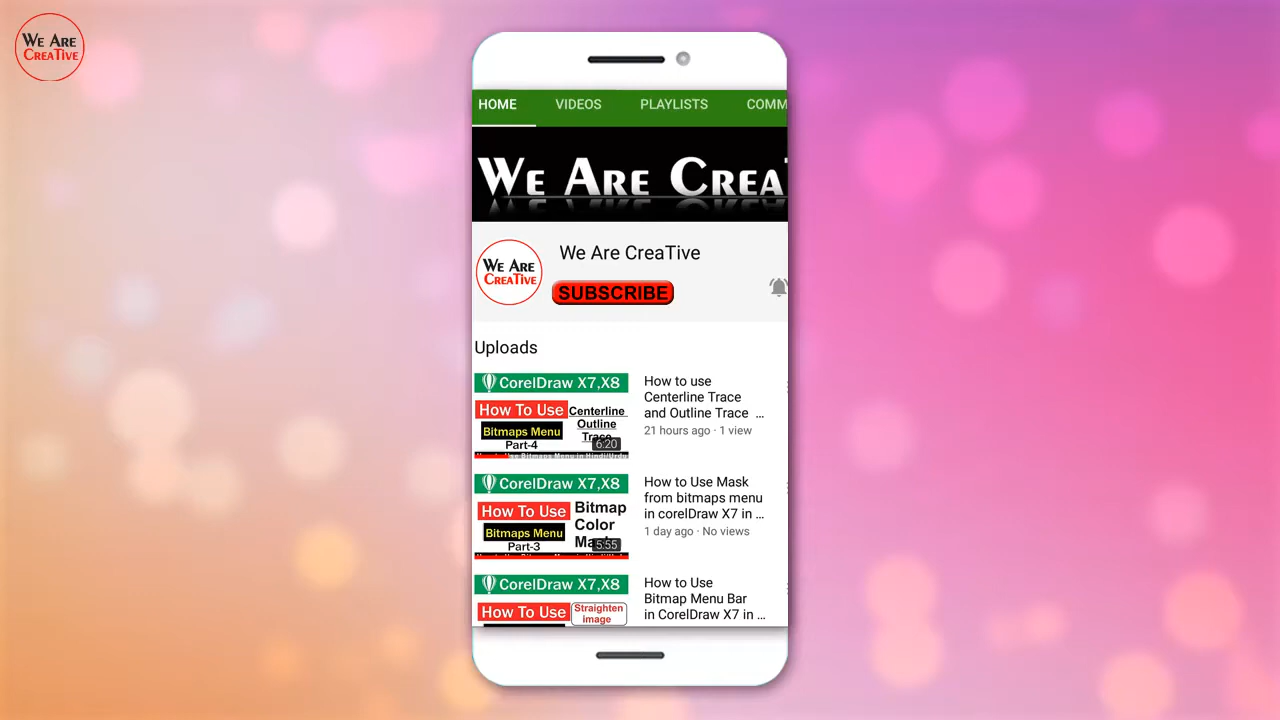 We Are
CreaTive
HOME VIDEOS PLAYLISTS COMM
We Are Crea
We Are
CreaTive
We Are CreaTive
SUBSCRIBE
Uploads
CorelDraw X7,X8
How To Use
Centerline
Outline
Bitmaps Menu
Part-4
6:20
How to use
Centerline Trace
and Outline Trace ...
21 hours ago · 1 view
CorelDraw X7,X8
How To Use
Bitmap
Color
Bitmaps Menu
Part-3
5:55
How to Use Mask
from bitmaps menu
in corelDraw X7 in ...
1 day ago · No views
CorelDraw X7,X8
How To Use
Straighten
image
How to Use
Bitmap Menu Bar
in CorelDraw X7 in ...